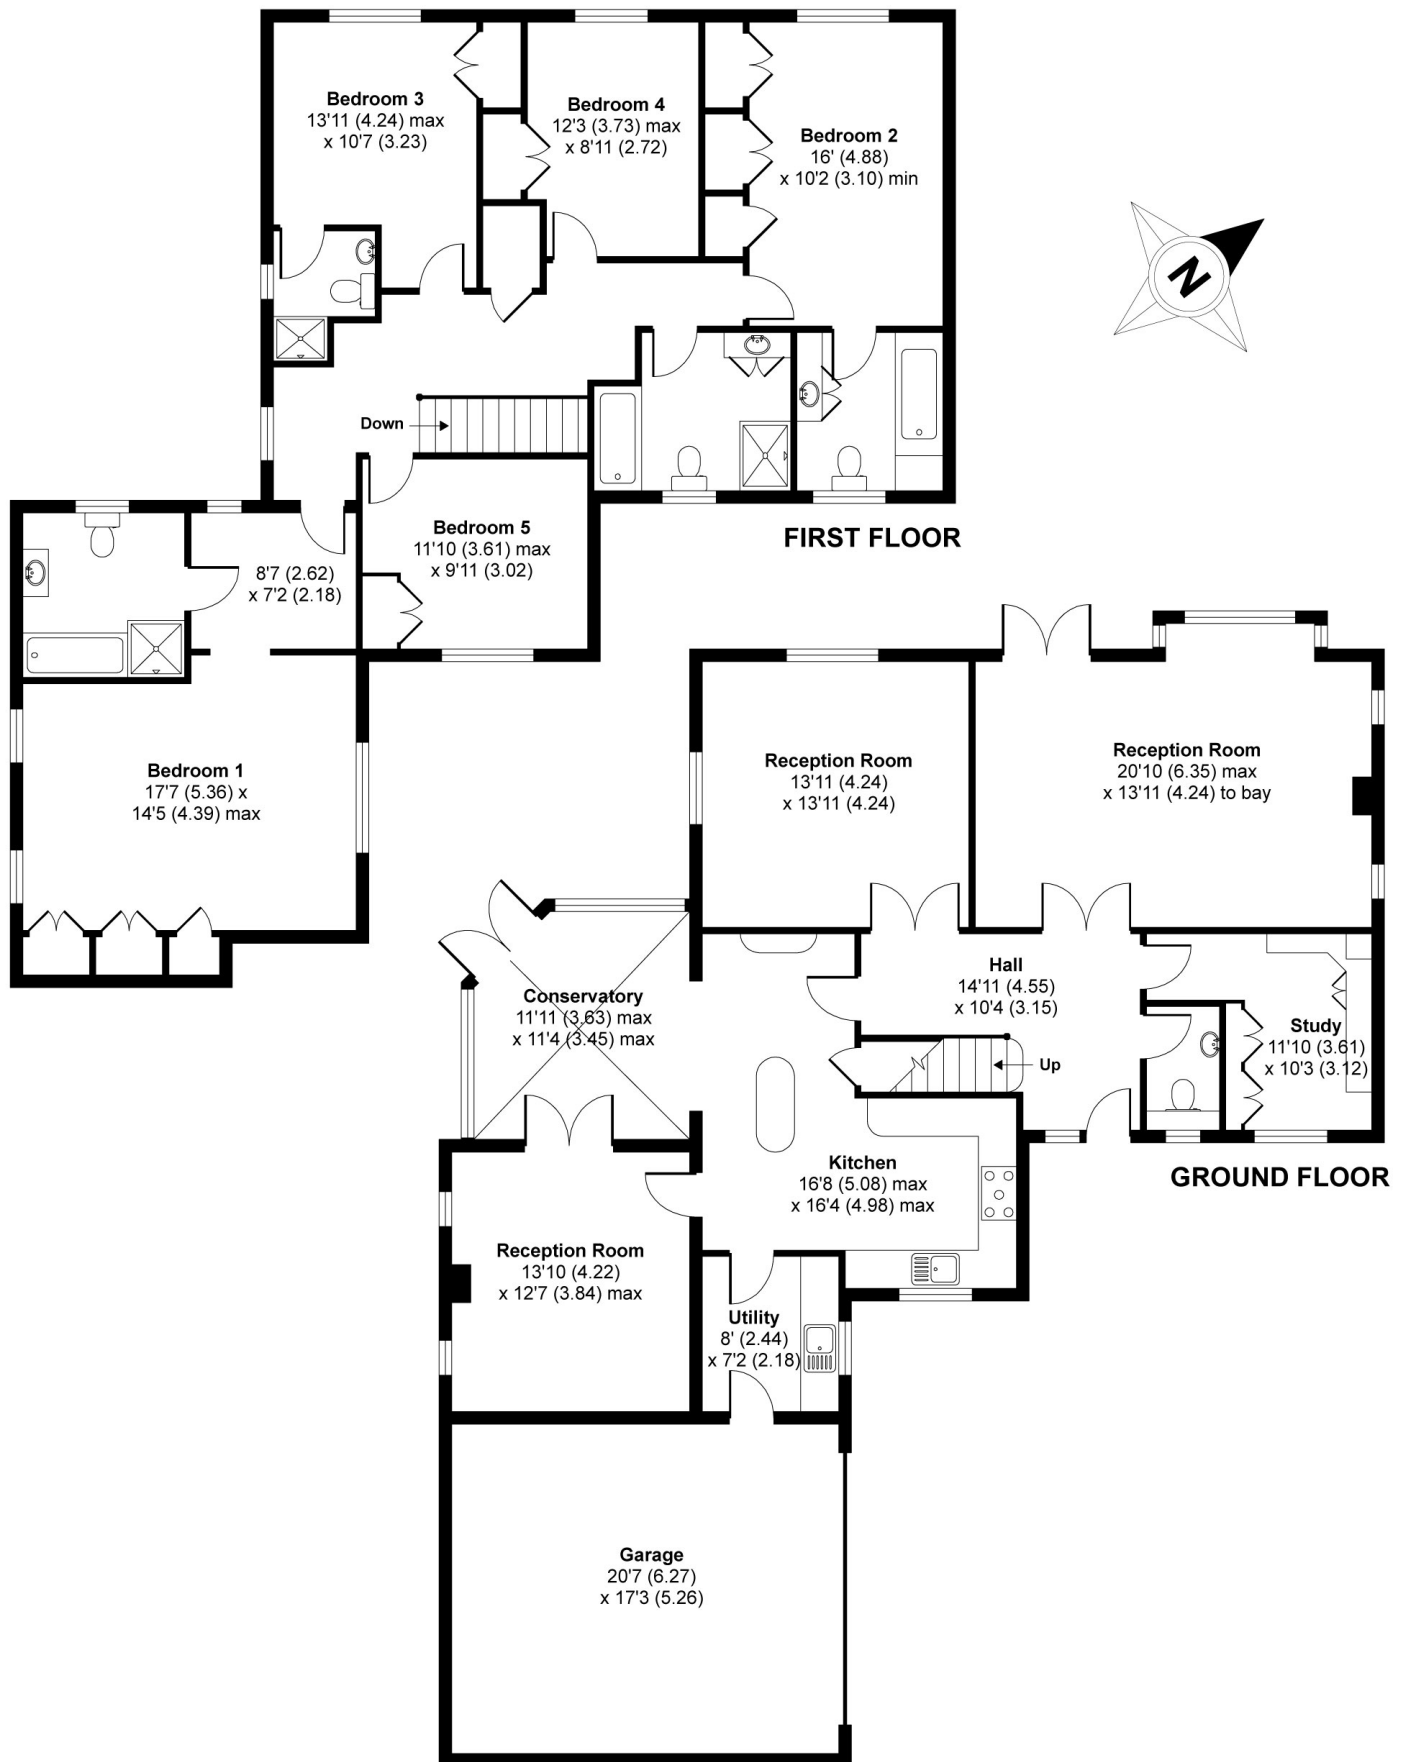 Bedroom 3
13'11 (4.24) max
x 10'7 (3.23)
Bedroom 4
12'3 (3.73) max
x 8'11 (2.72)
Bedroom 2
16' (4.88)
x 10'2 (3.10) min
N
Down
Bedroom 5
11'10 (3.61) max
x 9'11 (3.02)
FIRST FLOOR
8'7 (2.62)
x 7'2 (2.18)
Bedroom 1
17'7 (5.36) x
14'5 (4.39) max
Reception Room
13'11 (4.24)
x 13'11 (4.24)
Reception Room
20'10 (6.35) max
x 13'11 (4.24) to bay
Conservatory
11'11 (3.63) max
x 11'4 (3.45) max
Hall
14'11 (4.55)
x 10'4 (3.15)
Study
11'10 (3.61)
x 10'3 (3.12)
Up
Kitchen
16'8 (5.08) max
x 16'4 (4.98) max
GROUND FLOOR
Reception Room
13'10 (4.22)
x 12'7 (3.84) max
Utility
8' (2.44)
x 7'2 (2.18)
Garage
20'7 (6.27)
x 17'3 (5.26)